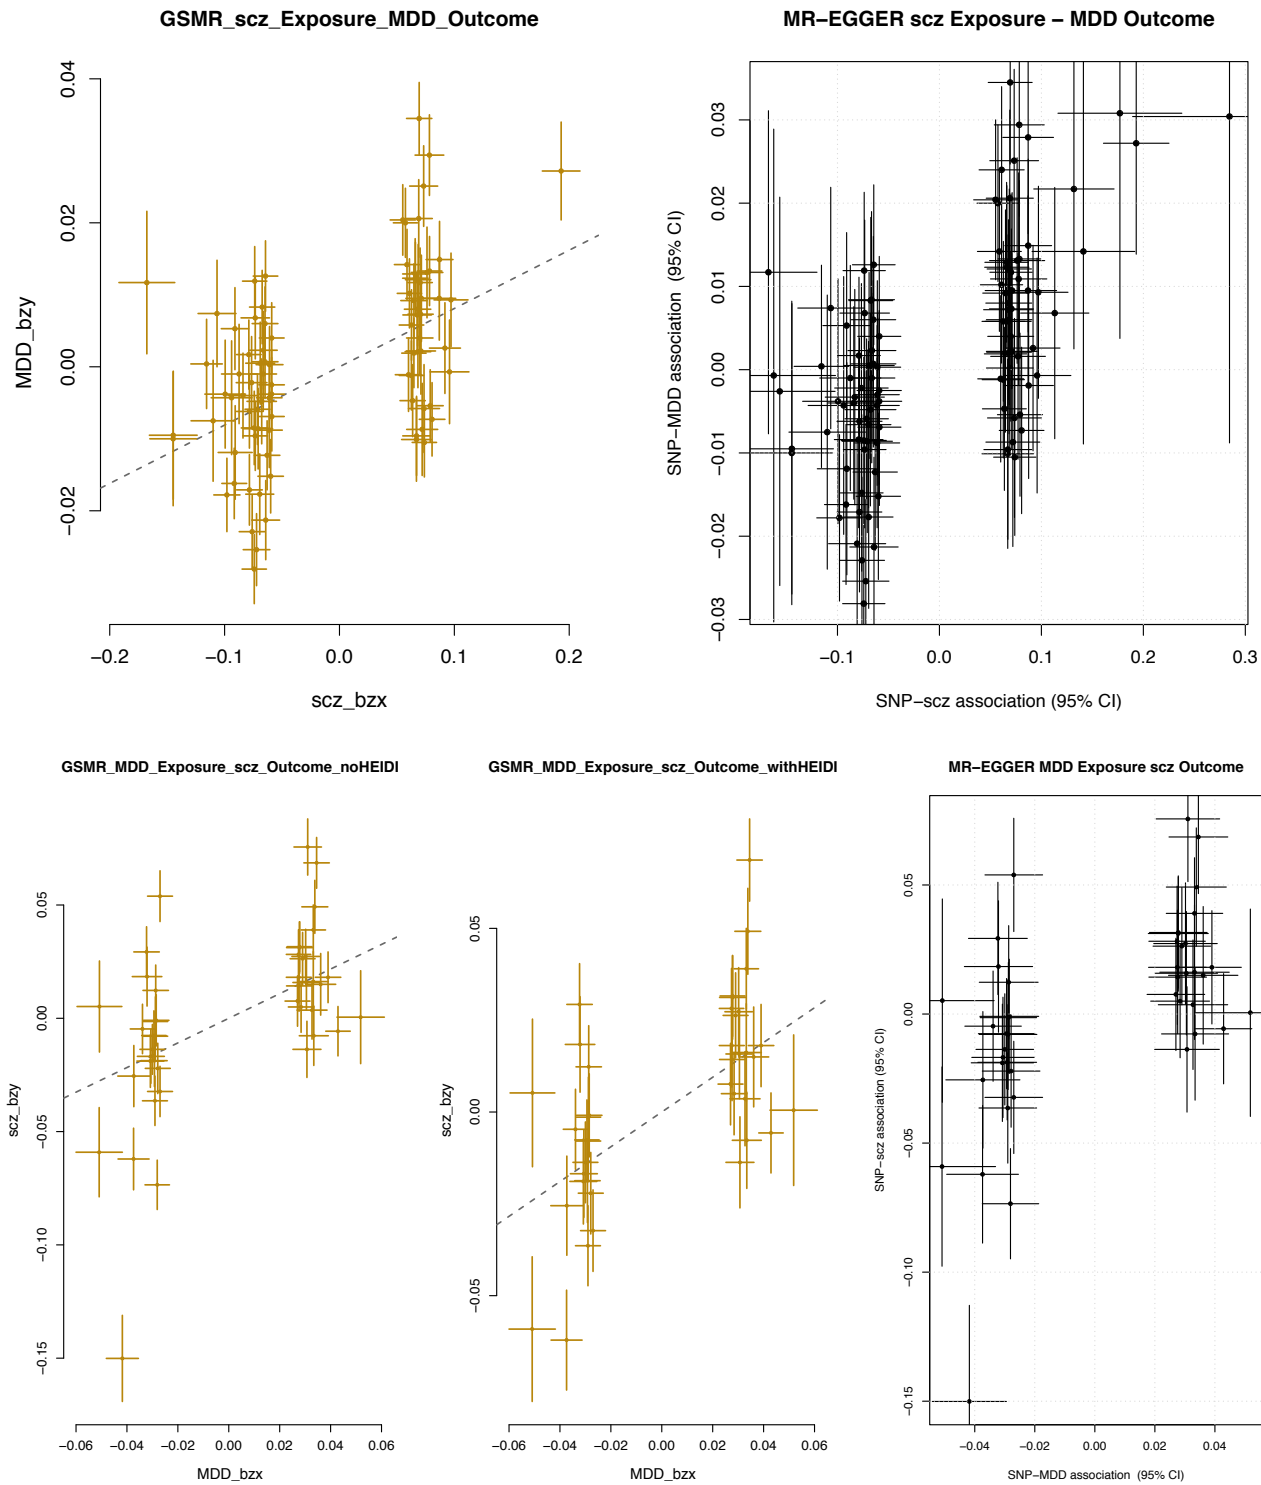 GSMR_scz_Exposure_MDD_Outcome
MDD_bzy
0.04
0.02
0.00
−0.02
−0.2 −0.1 0.0 0.1 0.2
scz_bzx
MR−EGGER scz Exposure − MDD Outcome
SNP−MDD association (95% CI)
0.03
0.02
0.01
0.00
−0.01
−0.02
−0.03
−0.1 0.0 0.1 0.2 0.3
SNP−scz association (95% CI)
GSMR_MDD_Exposure_scz_Outcome_noHEIDI
scz_bzy
0.05
0.00
−0.05
−0.10
−0.15
−0.06 −0.04 −0.02 0.00 0.02 0.04 0.06
MDD_bzx
GSMR_MDD_Exposure_scz_Outcome_withHEIDI
scz_bzy
0.05
0.00
−0.05
−0.06 −0.04 −0.02 0.00 0.02 0.04 0.06
MDD_bzx
MR−EGGER MDD Exposure scz Outcome
SNP−scz association (95% CI)
0.05
0.00
−0.05
−0.10
−0.15
−0.04 −0.02 0.00 0.02 0.04
SNP−MDD association (95% CI)